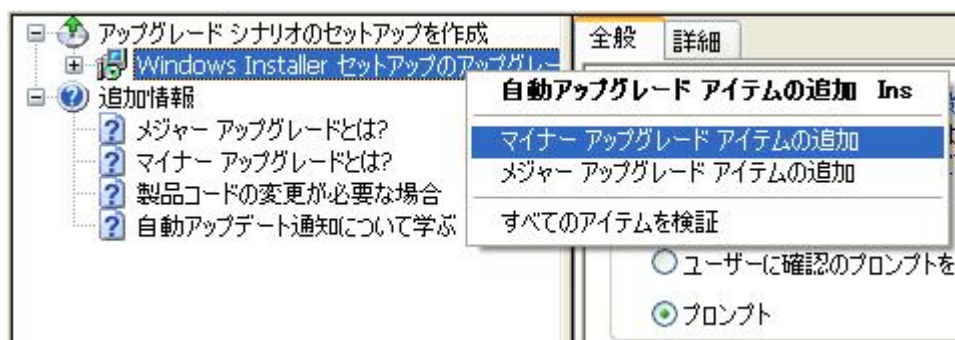 アップグレード シナリオのセットアップを作成
Windows Installer セットアップのアップグレー
追加情報
メジャー アップグレードとは?
マイナー アップグレードとは?
製品コードの変更が必要な場合
自動アップデート通知について学ぶ
全般
詳細
自動アップグレード アイテムの追加 Ins
マイナー アップグレード アイテムの追加
メジャー アップグレード アイテムの追加
すべてのアイテムを検証
ユーザーに確認のプロンプトを
プロンプト